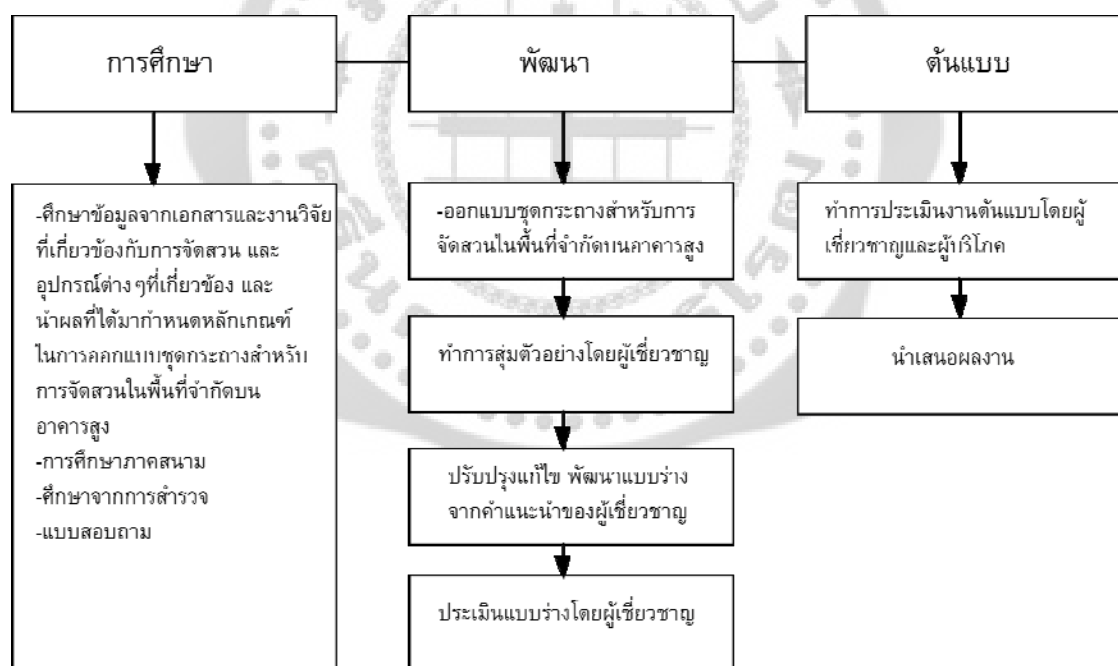 การศึกษา
พัฒนา
ต้นแบบ
-ศึกษาข้อมูลจากเอกสารและงานวิจัย
ที่เกี่ยวข้องกับการจัดสวน และ
อุปกรณ์ต่างๆที่เกี่ยวข้อง และ
นำผลที่ได้มากำหนดหลักเกณฑ์
ในการออกแบบชุดกระถางสำหรับ
การจัดสวนในพื้นที่จำกัดบน
อาคารสูง
-การศึกษาภาคสนาม
-ศึกษาจากการสำรวจ
-แบบสอบถาม
-ออกแบบชุดกระถางสำหรับการ
จัดสวนในพื้นที่จำกัดบนอาคารสูง
ทำการสุ่มตัวอย่างโดยผู้เชี่ยวชาญ
ปรับปรุงแก้ไข พัฒนาแบบร่าง
จากคำแนะนำของผู้เชี่ยวชาญ
ประเมินแบบร่างโดยผู้เชี่ยวชาญ
ทำการประเมินงานต้นแบบโดยผู้
เชี่ยวชาญและผู้บริโภค
นำเสนอผลงาน